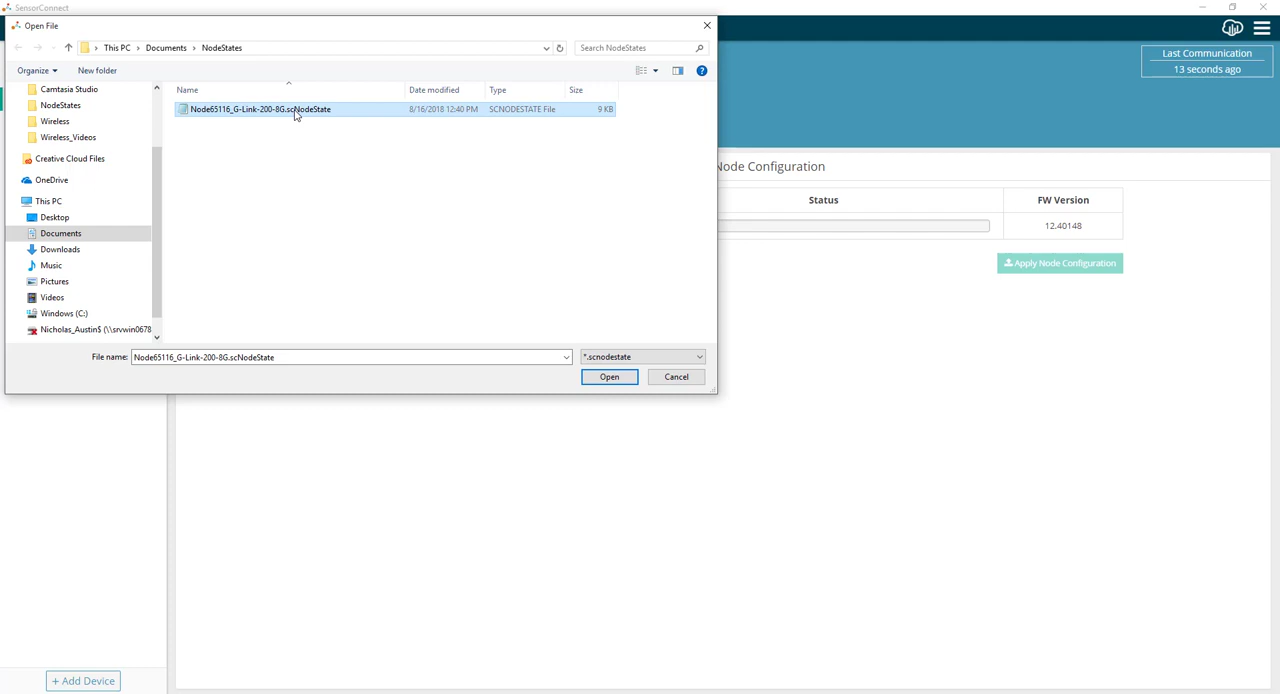 SensorConnect
Open File
This PC > Documents > NodeStates
Search NodeStates
Organize
New folder
Last Communication
13 seconds ago
Camtasia Studio
NodeStates
Wireless
Wireless_Videos
Creative Cloud Files
OneDrive
This PC
Desktop
Documents
Downloads
Music
Pictures
Videos
Windows (C:)
Nicholas_Austin$ (\\srvwin0678
Name
Date modified
Type
Size
Node65116_G-Link-200-8G.scNodeState
8/16/2018 12:40 PM
SCNODESTATE File
9 KB
File name:
Node65116_G-Link-200-8G.scNodeState
*.scnodestate
Open
Cancel
Node Configuration
Status
FW Version
12.40148
Apply Node Configuration
+ Add Device